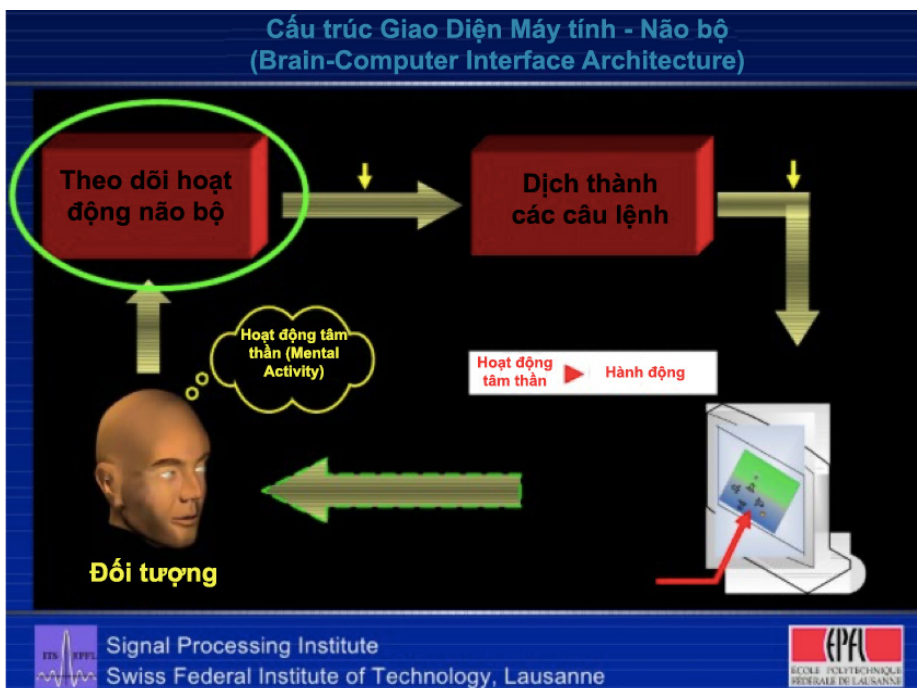 Cấu trúc Giao Diện Máy tính - Não bộ
(Brain-Computer Interface Architecture)
Theo dõi hoạt
động não bộ
Dịch thành
các câu lệnh
Hoạt động tâm
thần (Mental
Activity)
Hoạt động
tâm thần
Hành động
Đối tượng
ITS EPFL
Signal Processing Institute
Swiss Federal Institute of Technology, Lausanne
EPFL
ECOLE POLYTECHNIQUE
FÉDÉRALE DE LAUSANNE